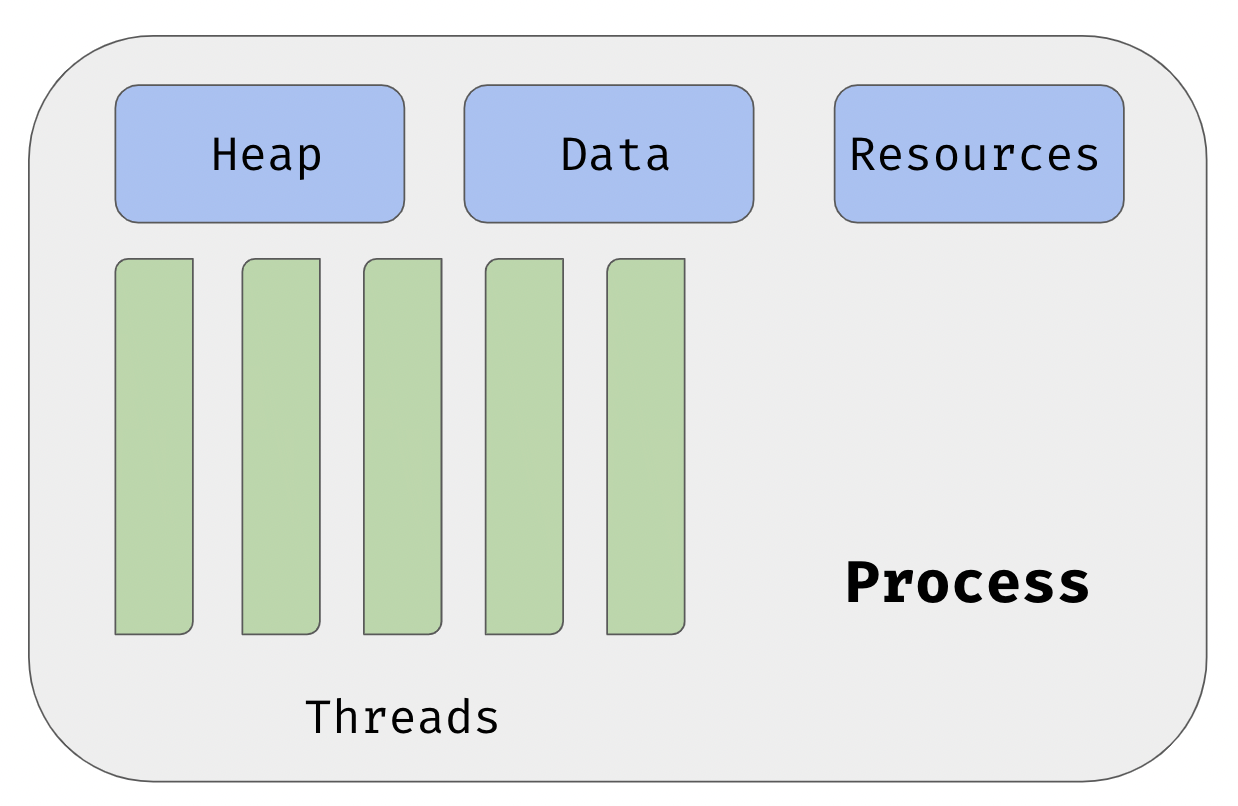 Heap
Data
Resources
Process
Threads